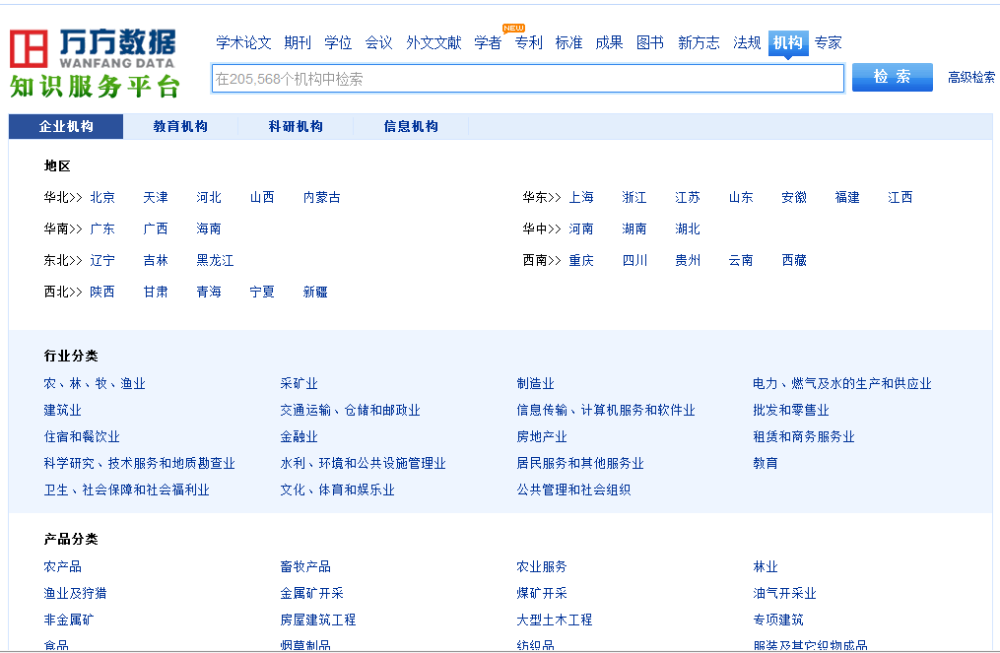 万方数据
WANFANG DATA
知识服务平台
NEW
学术论文 期刊 学位 会议 外文文献 学者 专利 标准 成果 图书 新方志 法规 机构 专家
在205,568个机构中检索
检 索
高级检索
企业机构 教育机构 科研机构 信息机构
地区
华北>> 北京 天津 河北 山西 内蒙古 华东>> 上海 浙江 江苏 山东 安徽 福建 江西
华南>> 广东 广西 海南 华中>> 河南 湖南 湖北
东北>> 辽宁 吉林 黑龙江 西南>> 重庆 四川 贵州 云南 西藏
西北>> 陕西 甘肃 青海 宁夏 新疆
行业分类
农、林、牧、渔业 采矿业 制造业 电力、燃气及水的生产和供应业
建筑业 交通运输、仓储和邮政业 信息传输、计算机服务和软件业 批发和零售业
住宿和餐饮业 金融业 房地产业 租赁和商务服务业
科学研究、技术服务和地质勘查业 水利、环境和公共设施管理业 居民服务和其他服务业 教育
卫生、社会保障和社会福利业 文化、体育和娱乐业 公共管理和社会组织
产品分类
农产品 畜牧产品 农业服务 林业
渔业及狩猎 金属矿开采 煤矿开采 油气开采业
非金属矿 房屋建筑工程 大型土木工程 专项建筑
食品 烟草制品 纺织品 服装及其它织物成品